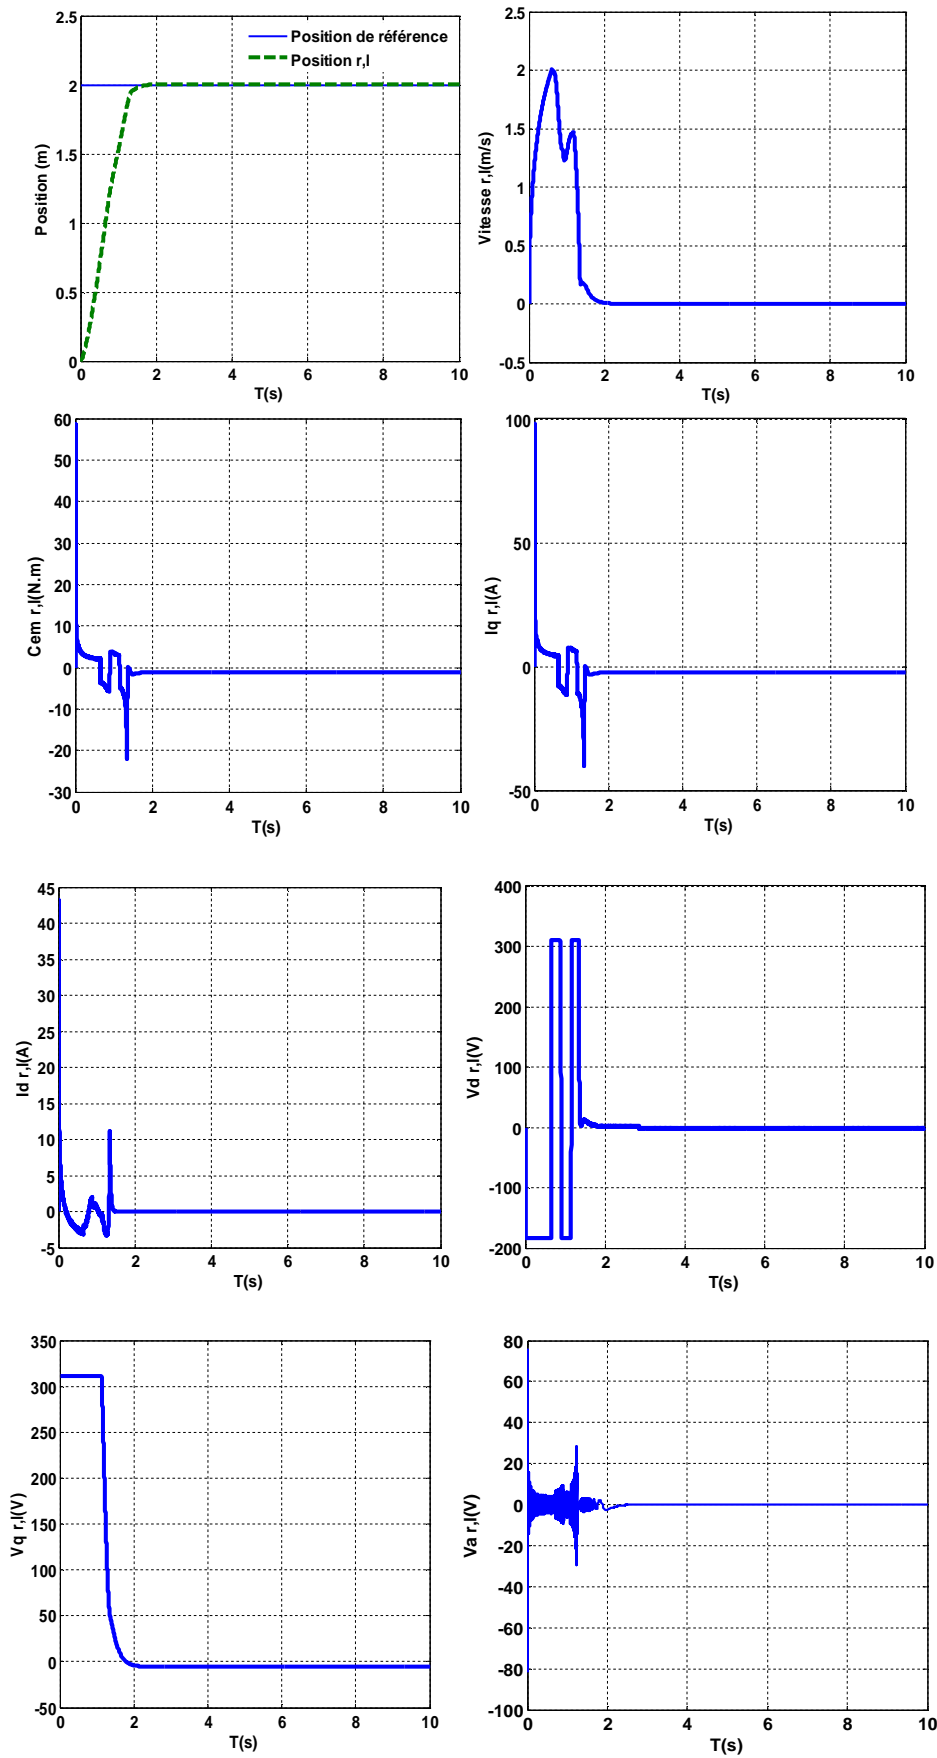 2.5
2
1.5
1
0.5
0
0 2 4 6 8 10
Position (m)
T(s)
Position de référence
Position r,l
2.5
2
1.5
1
0.5
0
-0.5
0 2 4 6 8 10
Vitesse r,l(m/s)
T(s)
60
50
40
30
20
10
0
-10
-20
-30
0 2 4 6 8 10
Cem r,l(N.m)
T(s)
100
50
0
-50
0 2 4 6 8 10
Iq r,l(A)
T(s)
45
40
35
30
25
20
15
10
5
0
-5
0 2 4 6 8 10
Id r,l(A)
T(s)
400
300
200
100
0
-100
-200
0 2 4 6 8 10
Vd r,l(V)
T(s)
350
300
250
200
150
100
50
0
-50
0 2 4 6 8 10
Vq r,l(V)
T(s)
80
60
40
20
0
-20
-40
-60
-80
-100
0 2 4 6 8 10
Va r,l(V)
T(s)